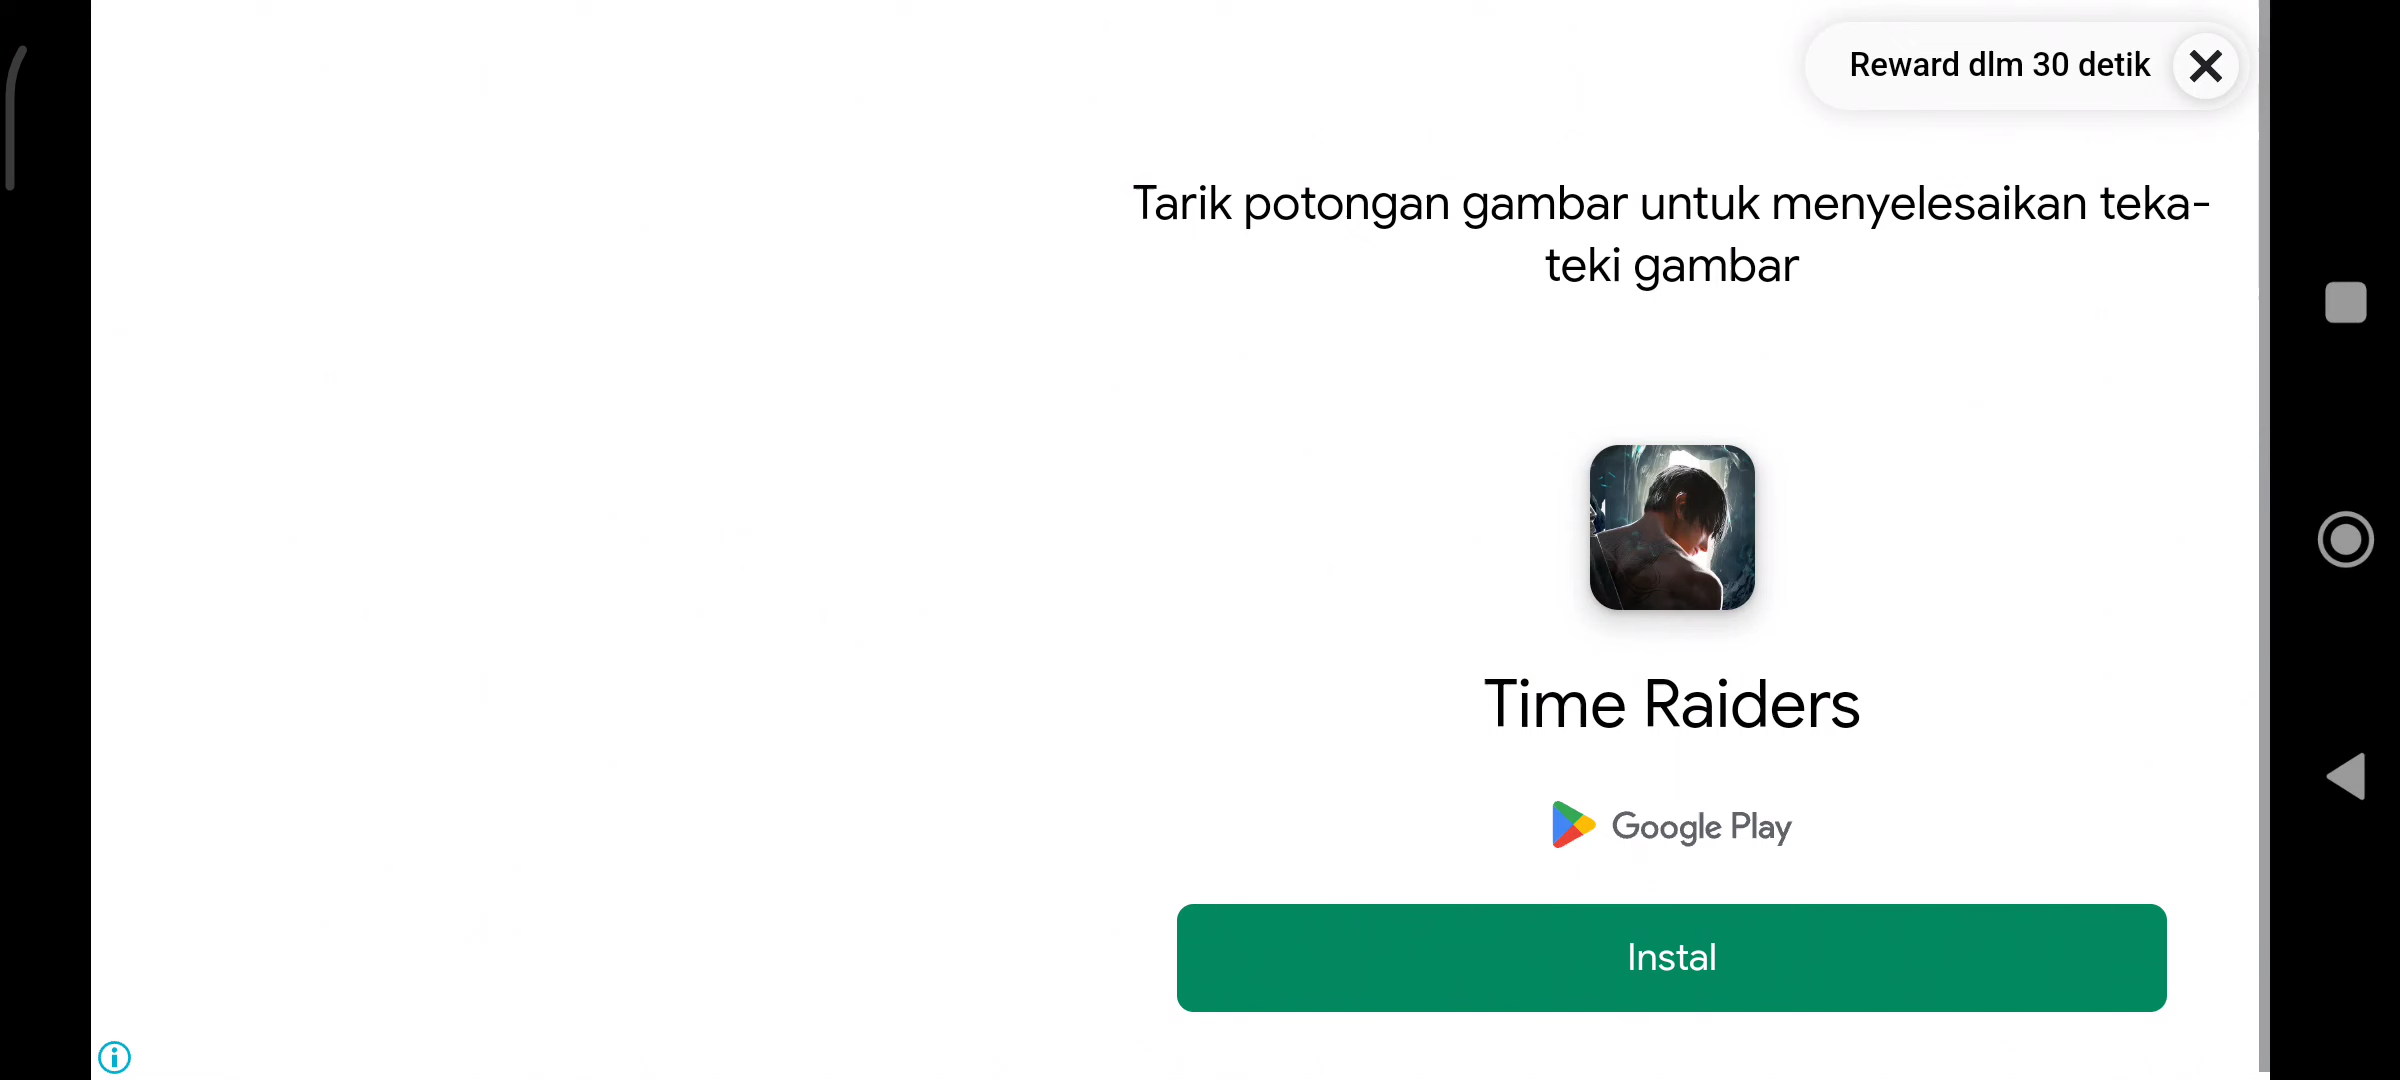 Reward dlm 30 detik
Tarik potongan gambar untuk menyelesaikan teka-
teki gambar
Time Raiders
Google Play
Instal